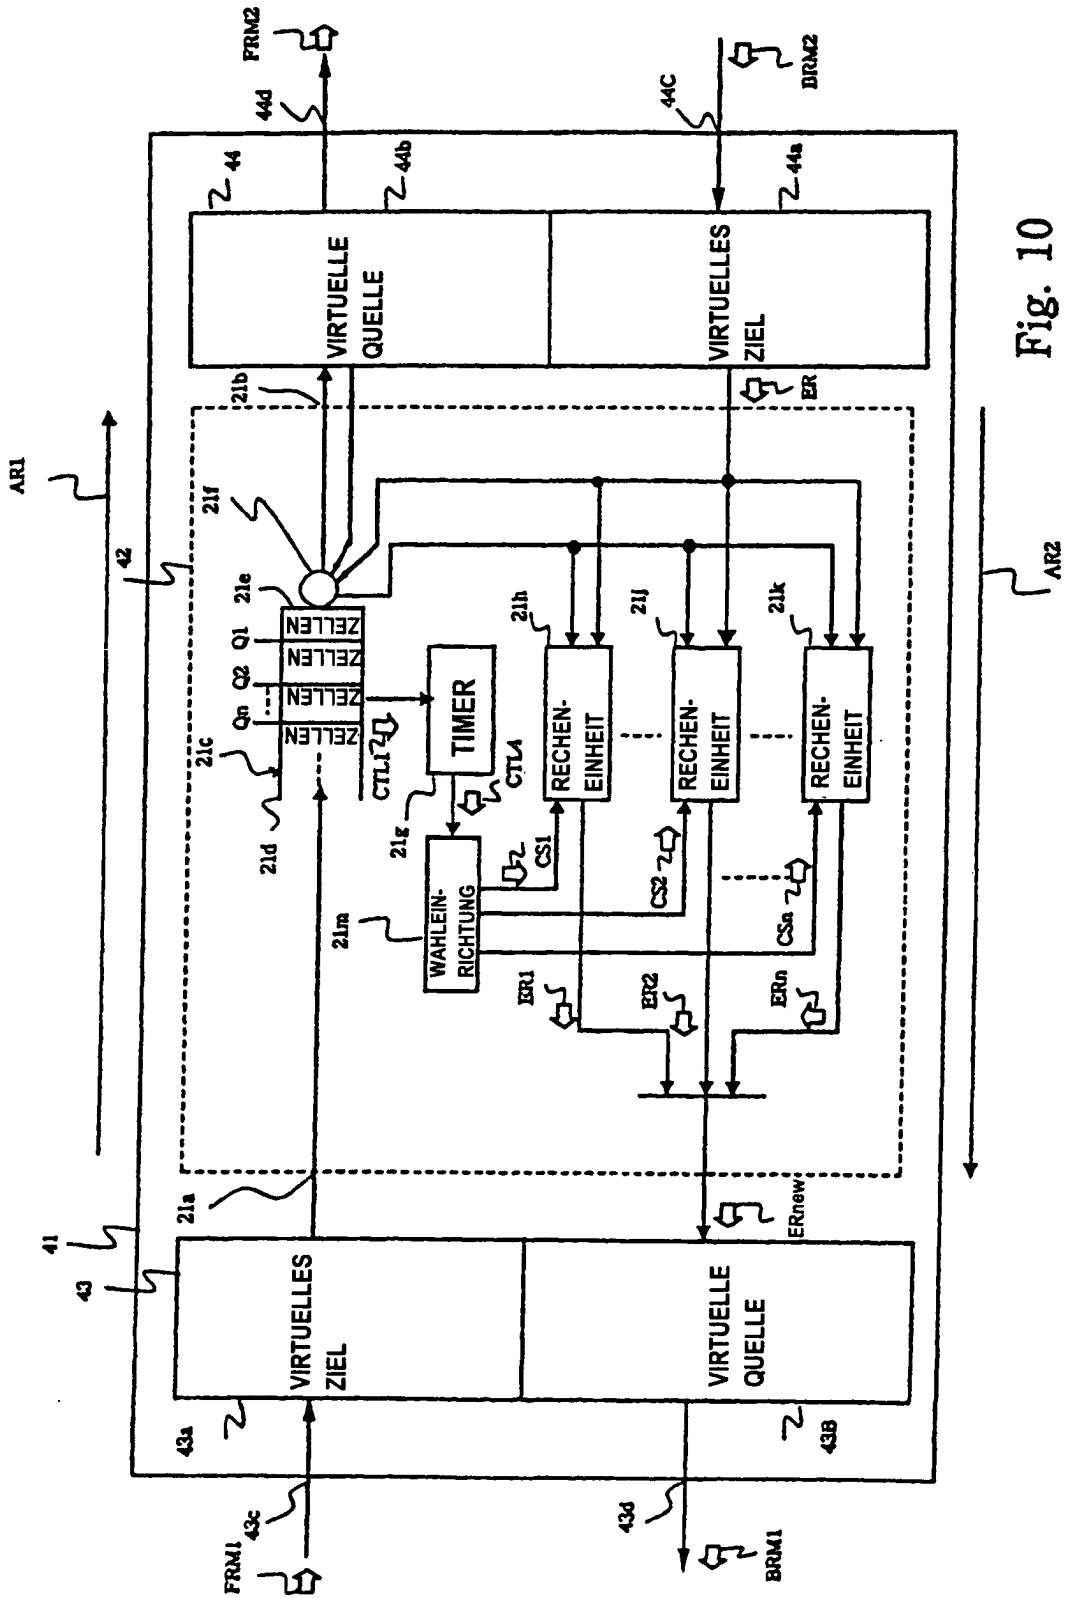 FRM2
44d
44C
BRM2
44
44b
44a
VIRTUELLE
QUELLE
VIRTUELLES
ZIEL
21b
ER
AR1
42
21f
21e
Q1
Q2
Qn
21c
21d
ZELLEN
ZELLEN
ZELLEN
ZELLEN
CTL1
TIMER
21g
CTL4
21h
21j
21k
RECHEN-
EINHEIT
RECHEN-
EINHEIT
RECHEN-
EINHEIT
AR2
21m
WAHLEIN-
RICHTUNG
CS1
CS2
CSn
ER1
ER2
ERn
21a
ERnew
41
43
VIRTUELLES
ZIEL
VIRTUELLE
QUELLE
43a
43B
43c
43d
FRM1
BRM1
Fig. 10